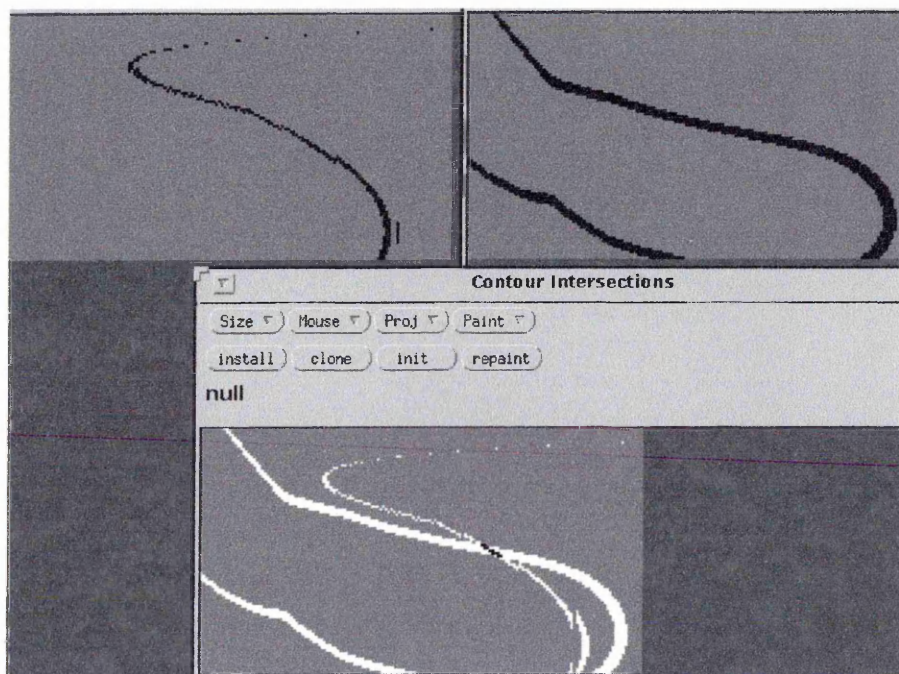 Contour Intersections
Size Mouse Proj Paint
install clone init repaint
null